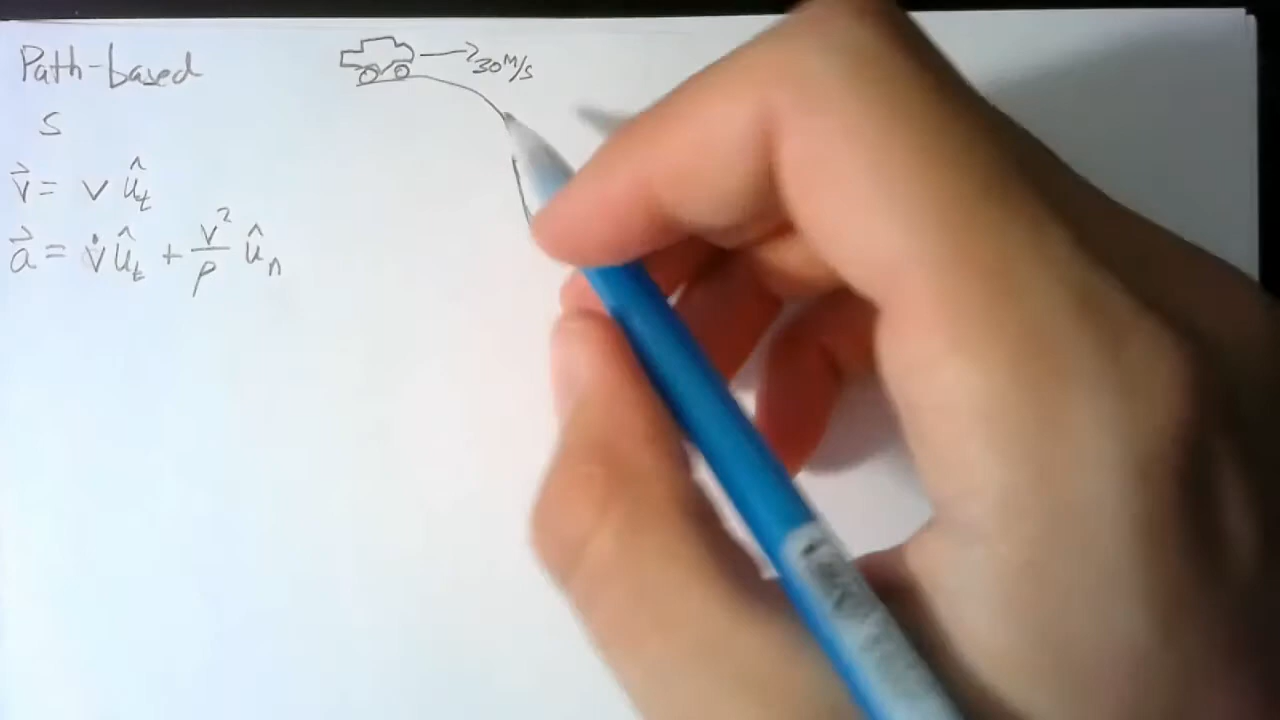 Path-based
30 M/S
s
v⃗ = v û_t
a⃗ = v̇ û_t + v²/ρ û_n